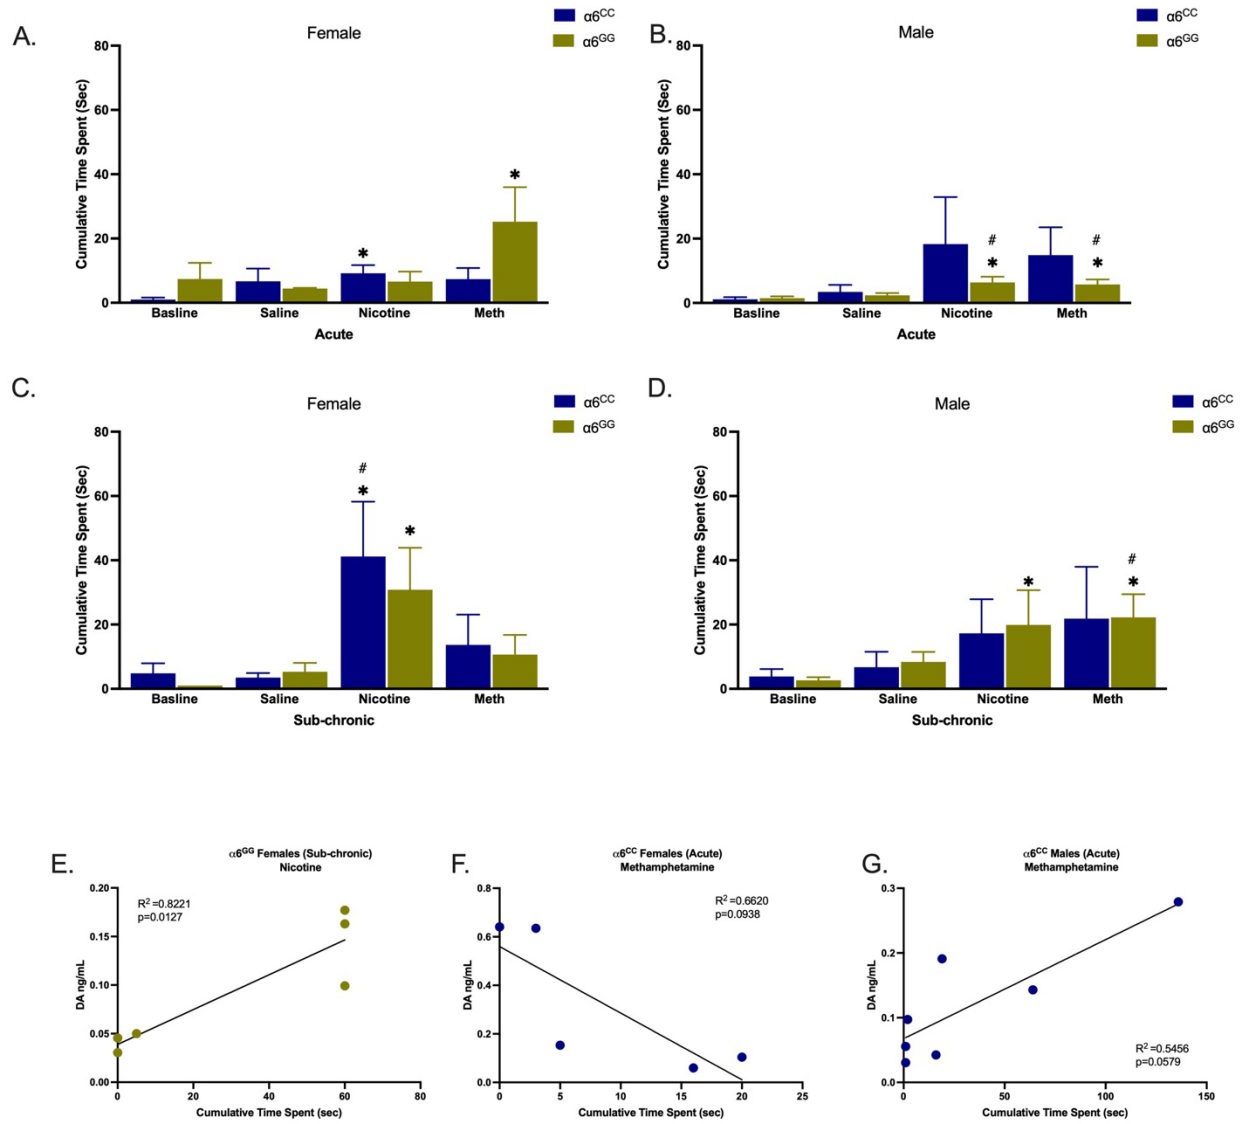 A.
Female
α6CC
α6GG
Cumulative Time Spent (Sec)
80
60
40
20
0
*
*
Basline Saline Nicotine Meth
Acute
B.
Male
α6CC
α6GG
Cumulative Time Spent (Sec)
80
60
40
20
0
# #
* *
Basline Saline Nicotine Meth
Acute
C.
Female
α6CC
α6GG
Cumulative Time Spent (Sec)
80
60
40
20
0
#
*
*
Basline Saline Nicotine Meth
Sub-chronic
D.
Male
α6CC
α6GG
Cumulative Time Spent (Sec)
80
60
40
20
0
#
* *
Basline Saline Nicotine Meth
Sub-chronic
E.
α6GG Females (Sub-chronic)
Nicotine
R2 =0.8221
p=0.0127
DA ng/mL
0.20
0.15
0.10
0.05
0.00
0 20 40 60 80
Cumulative Time Spent (sec)
F.
α6CC Females (Acute)
Methamphetamine
R2 =0.6620
p=0.0938
DA ng/mL
0.8
0.6
0.4
0.2
0.0
0 5 10 15 20 25
Cumulative Time Spent (sec)
G.
α6CC Males (Acute)
Methamphetamine
DA ng/mL
0.3
0.2
0.1
0.0
R2 =0.5456
p=0.0579
0 50 100 150
Cumulative Time Spent (sec)